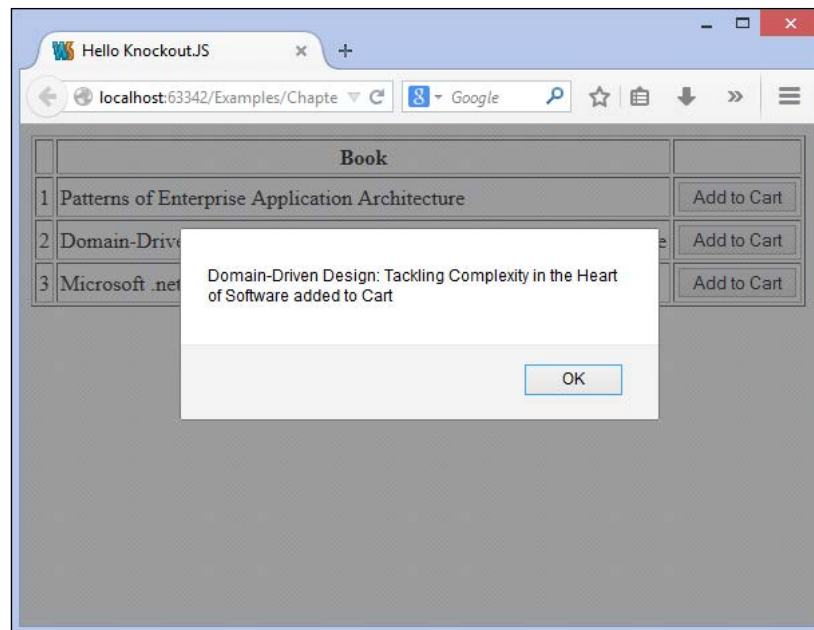 Hello Knockout.JS
localhost:63342/Examples/Chapte
Google
Book
1 Patterns of Enterprise Application Architecture Add to Cart
2 Domain-Drive e Add to Cart
3 Microsoft .net Add to Cart
Domain-Driven Design: Tackling Complexity in the Heart
of Software added to Cart
OK